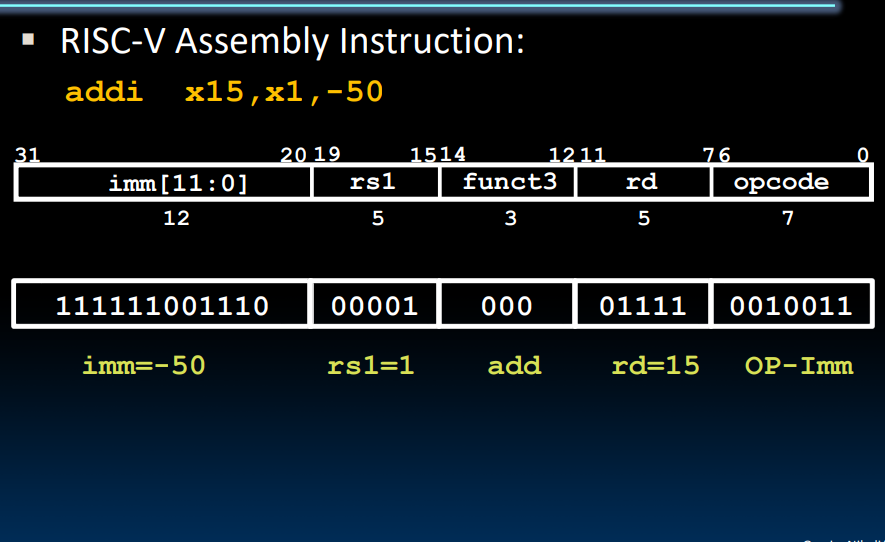 ▪ RISC-V Assembly Instruction:
addi x15,x1,-50
31 20 19 15 14 12 11 7 6 0
imm[11:0] rs1 funct3 rd opcode
12 5 3 5 7
111111001110 00001 000 01111 0010011
imm=-50 rs1=1 add rd=15 OP-Imm